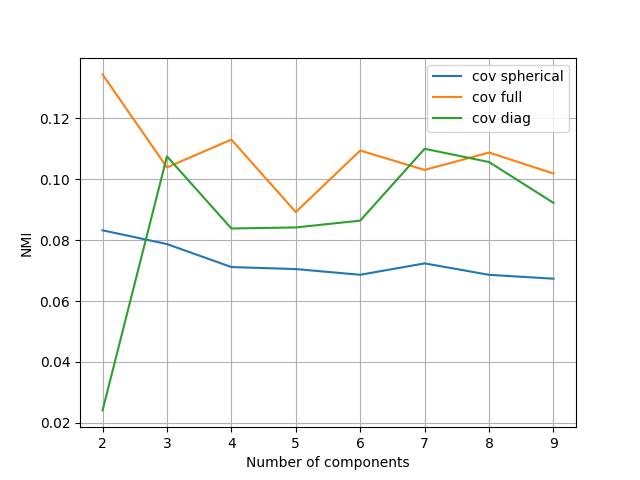 cov spherical
cov full
cov diag
0.12
0.10
0.08
0.06
0.04
0.02
NMI
2 3 4 5 6 7 8 9
Number of components